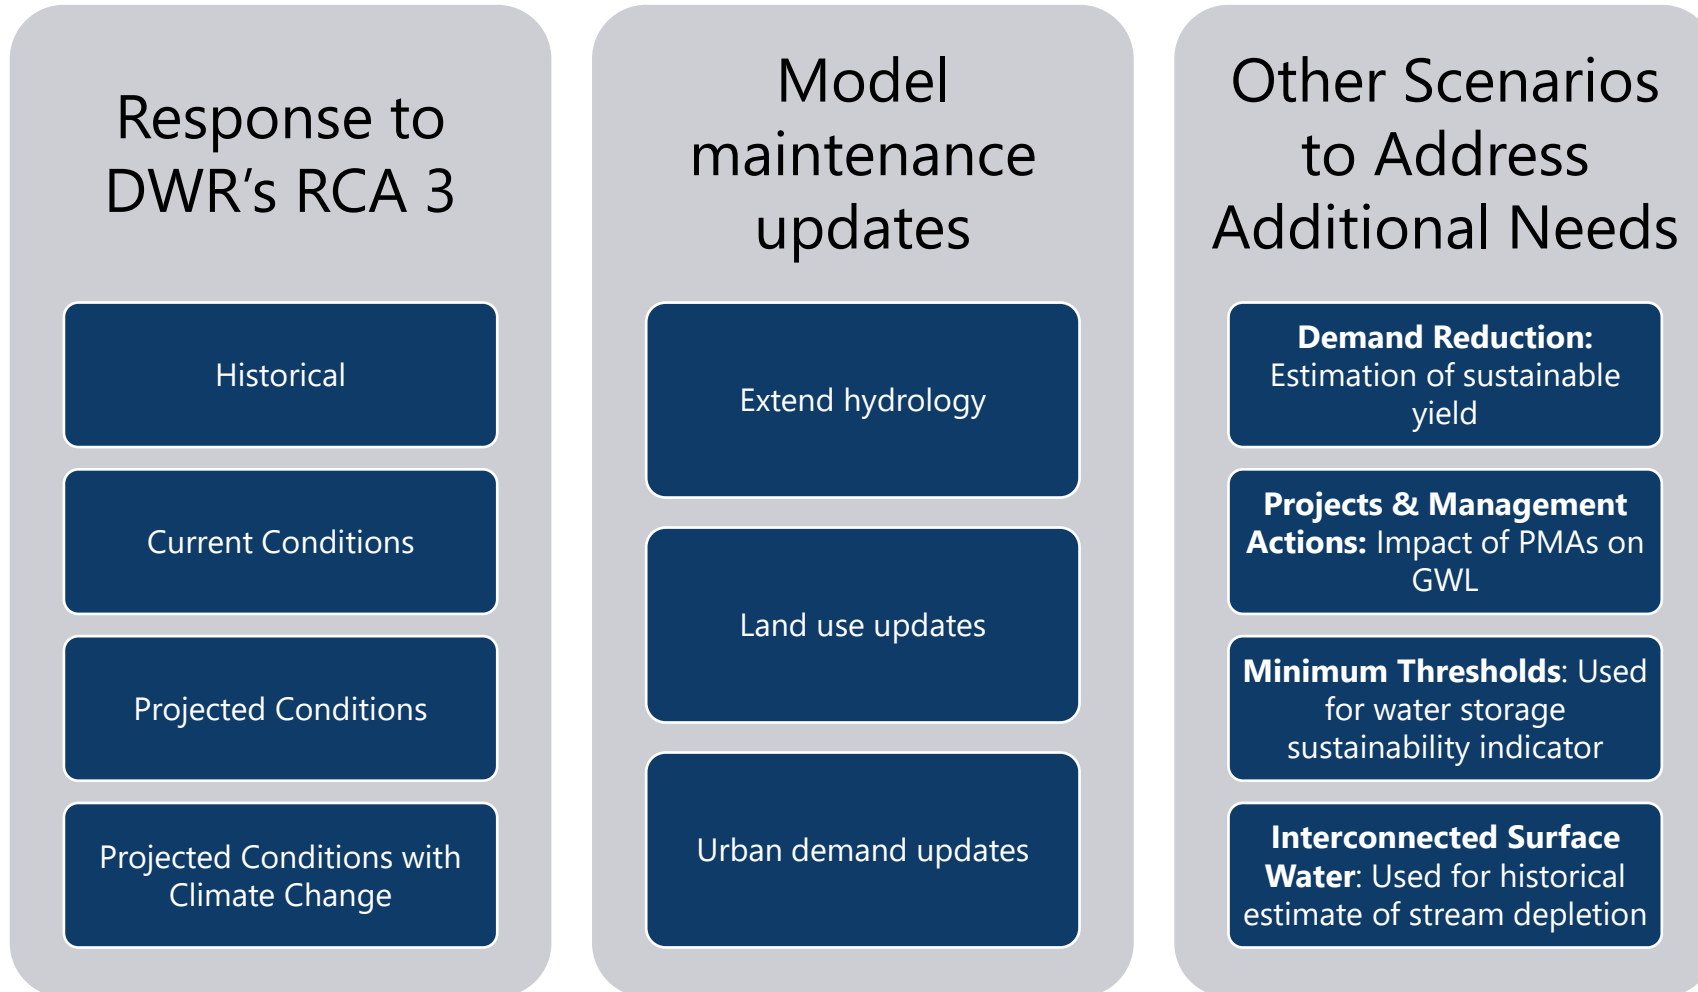 Response to
DWR’s RCA 3
Historical
Current Conditions
Projected Conditions
Projected Conditions with
Climate Change
Model
maintenance
updates
Extend hydrology
Land use updates
Urban demand updates
Other Scenarios
to Address
Additional Needs
Demand Reduction:
Estimation of sustainable
yield
Projects & Management
Actions: Impact of PMAs on
GWL
Minimum Thresholds: Used
for water storage
sustainability indicator
Interconnected Surface
Water: Used for historical
estimate of stream depletion